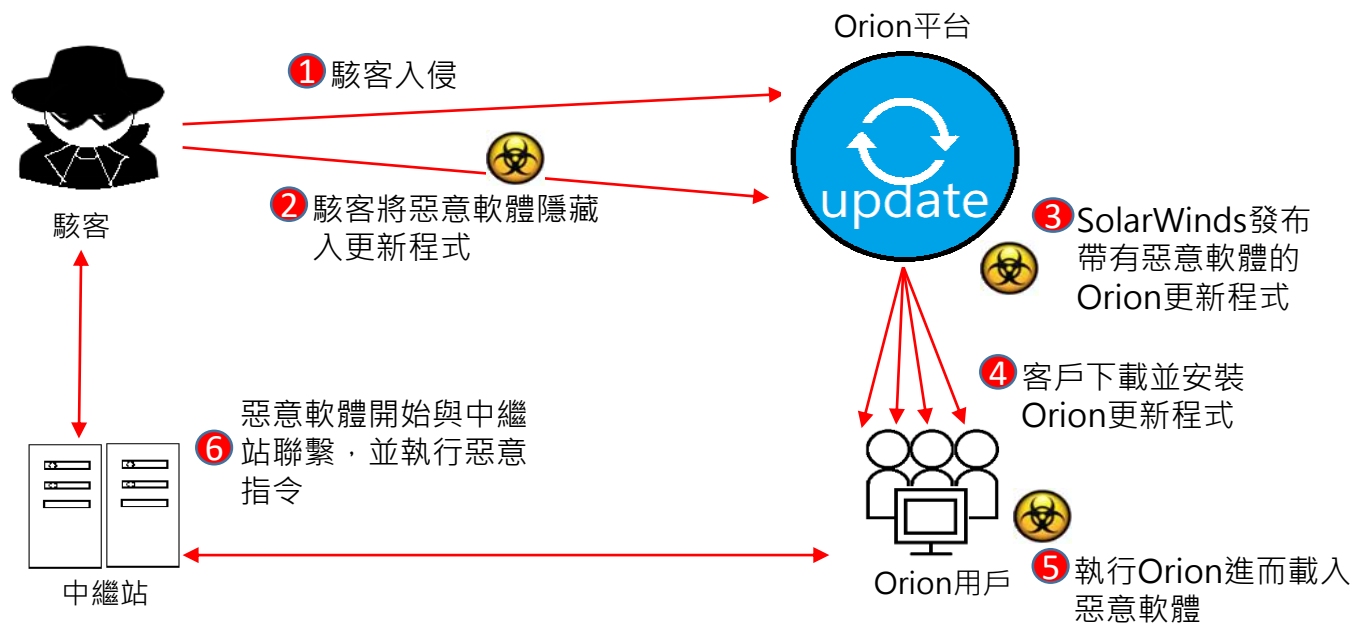 Orion平台
1 駭客入侵
update
2 駭客將惡意軟體隱藏
入更新程式
駭客
3 SolarWinds發布
帶有惡意軟體的
Orion更新程式
4 客戶下載並安裝
Orion更新程式
惡意軟體開始與中繼
6 站聯繫，並執行惡意
指令
中繼站
Orion用戶
5 執行Orion進而載入
惡意軟體